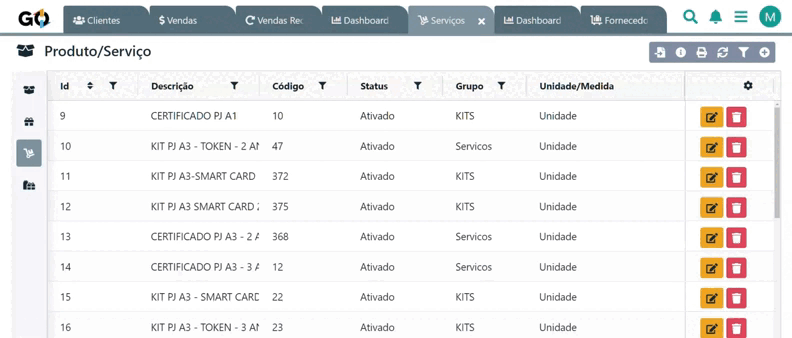 GO Clientes Vendas Vendas Rec Dashboard Serviços × Dashboard Fornecedo M
Produto/Serviço
Id Descrição Código Status Grupo Unidade/Medida
9 CERTIFICADO PJ A1 10 Ativado KITS Unidade
10 KIT PJ A3 - TOKEN - 2 AN 47 Ativado Servicos Unidade
11 KIT PJ A3-SMART CARD 372 Ativado KITS Unidade
12 KIT PJ A3 SMART CARD 2 375 Ativado KITS Unidade
13 CERTIFICADO PJ A3 - 2 A 368 Ativado Servicos Unidade
14 CERTIFICADO PJ A3 - 3 A 12 Ativado Servicos Unidade
15 KIT PJ A3 - SMART CARD 22 Ativado KITS Unidade
16 KIT PJ A3 - TOKEN - 3 AN 23 Ativado KITS Unidade